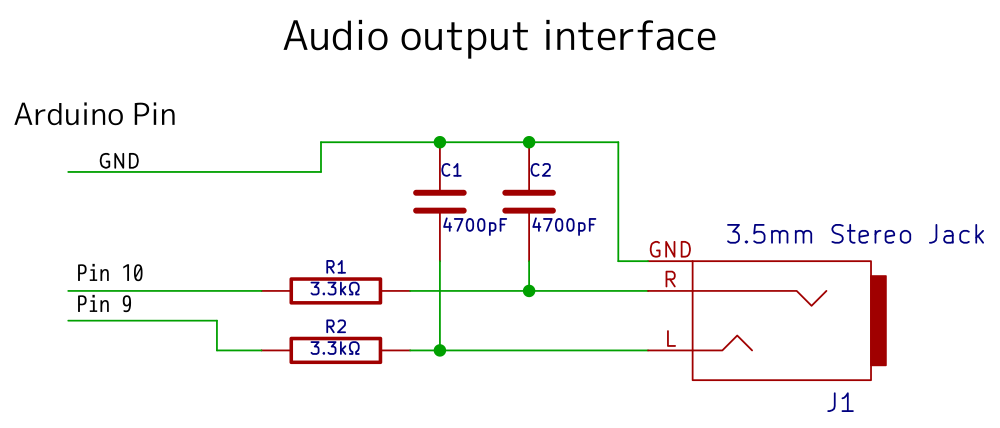 Audio output interface
Arduino Pin
GND
C1
C2
4700pF
4700pF
3.5mm Stereo Jack
GND
Pin 10
R1
3.3kΩ
R
Pin 9
R2
3.3kΩ
L
J1